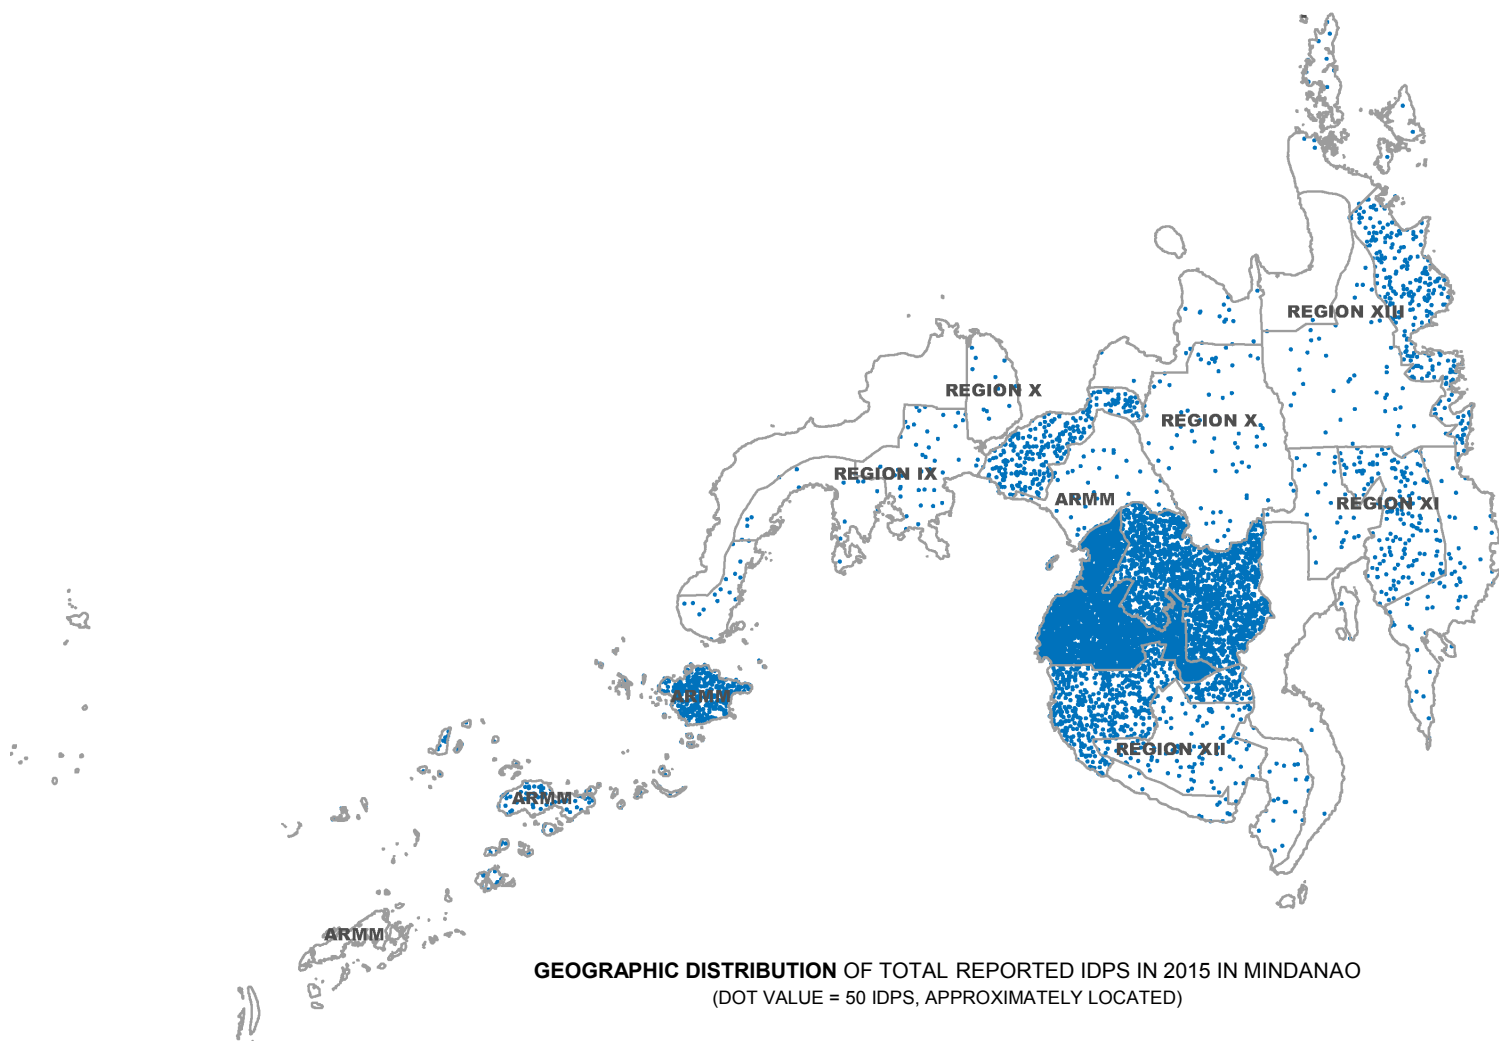 REGION XIII
REGION X
REGION X
REGION IX
ARMM
REGION XI
ARMM
REGION XII
ARMM
ARMM
GEOGRAPHIC DISTRIBUTION OF TOTAL REPORTED IDPS IN 2015 IN MINDANAO
(DOT VALUE = 50 IDPS, APPROXIMATELY LOCATED)